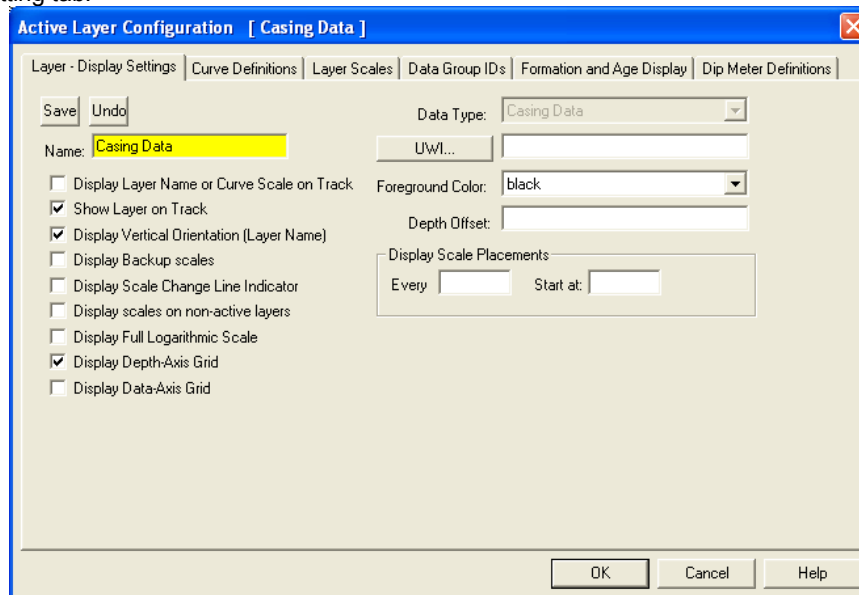 ting tab.
Active Layer Configuration [ Casing Data ]
Layer - Display Settings Curve Definitions Layer Scales Data Group IDs Formation and Age Display Dip Meter Definitions
Save Undo
Name: Casing Data
Display Layer Name or Curve Scale on Track
Show Layer on Track
Display Vertical Orientation (Layer Name)
Display Backup scales
Display Scale Change Line Indicator
Display scales on non-active layers
Display Full Logarithmic Scale
Display Depth-Axis Grid
Display Data-Axis Grid
Data Type: Casing Data
UWI...
Foreground Color: black
Depth Offset:
Display Scale Placements
Every Start at:
OK Cancel Help